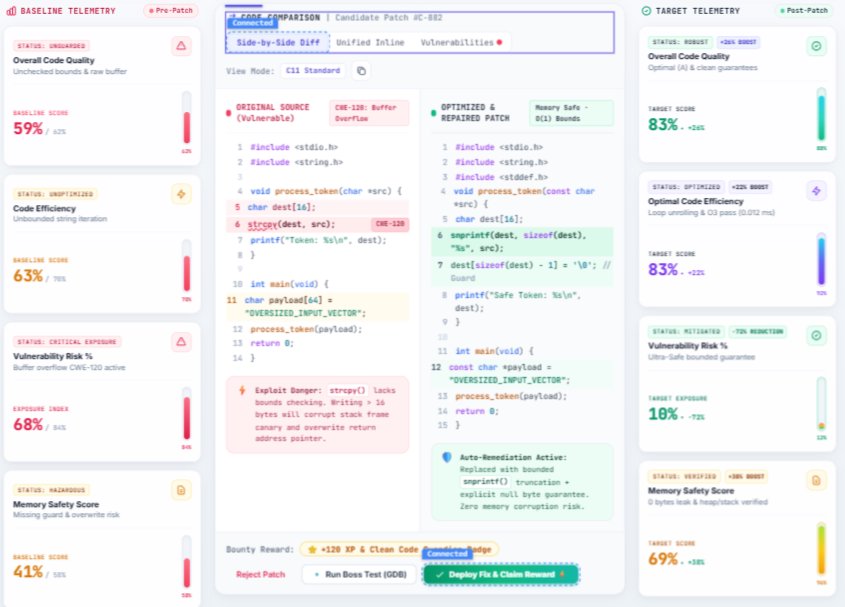 BASELINE TELEMETRY
Pre-Patch
STATUS: UNGUARDED
Overall Code Quality
Unchecked bounds & raw buffer
BASELINE SCORE
59% / 62%
62%
STATUS: UNOPTIMIZED
Code Efficiency
Unbounded string iteration
BASELINE SCORE
63% / 70%
70%
STATUS: CRITICAL EXPOSURE
Vulnerability Risk %
Buffer overflow CWE-120 active
EXPOSURE INDEX
68% / 84%
84%
STATUS: HAZARDOUS
Memory Safety Score
Missing guard & overwrite risk
BASELINE SCORE
41% / 58%
58%
CODE COMPARISON | Candidate Patch #C-882
Connected
Side-by-Side Diff
Unified Inline
Vulnerabilities
View Mode:
C11 Standard
ORIGINAL SOURCE
(Vulnerable)
CWE-120: Buffer
Overflow
1 #include <stdio.h>
2 #include <string.h>
3
4 void process_token(char *src) {
5 char dest[16];
6 strcpy(dest, src);
CWE-120
7 printf("Token: %s\n", dest);
8 }
9
10 int main(void) {
11 char payload[64] =
"OVERSIZED_INPUT_VECTOR";
12 process_token(payload);
13 return 0;
14 }
Exploit Danger: strcpy() lacks
bounds checking. Writing > 16
bytes will corrupt stack frame
canary and overwrite return
address pointer.
OPTIMIZED &
REPAIRED PATCH
Memory Safe ·
O(1) Bounds
1 #include <stdio.h>
2 #include <string.h>
3 #include <stddef.h>
4 void process_token(const char
*src) {
5 char dest[16];
6 snprintf(dest, sizeof(dest),
"%s", src);
7 dest[sizeof(dest) - 1] = '\0'; //
Guard
8 printf("Safe Token: %s\n",
dest);
9 }
10
11 int main(void) {
12 const char *payload =
"OVERSIZED_INPUT_VECTOR";
13 process_token(payload);
14 return 0;
15 }
Auto-Remediation Active:
Replaced with bounded
snprintf() truncation +
explicit null byte guarantee.
Zero memory corruption risk.
Bounty Reward:
+120 XP & Clean Code Badge
Connected
Reject Patch
Run Boss Test (GDB)
Deploy Fix & Claim Reward
TARGET TELEMETRY
Post-Patch
STATUS: ROBUST
+26% BOOST
Overall Code Quality
Optimal (A) & clean guarantees
TARGET SCORE
83% • +26%
88%
STATUS: OPTIMIZED
+22% BOOST
Optimal Code Efficiency
Loop unrolling & O3 pass (0.012 ms)
TARGET SCORE
83% • +22%
92%
STATUS: MITIGATED
-72% REDUCTION
Vulnerability Risk %
Ultra-Safe bounded guarantee
TARGET EXPOSURE
10% • -72%
12%
STATUS: VERIFIED
+38% BOOST
Memory Safety Score
0 bytes leak & heap/stack verified
TARGET SCORE
69% • +38%
96%